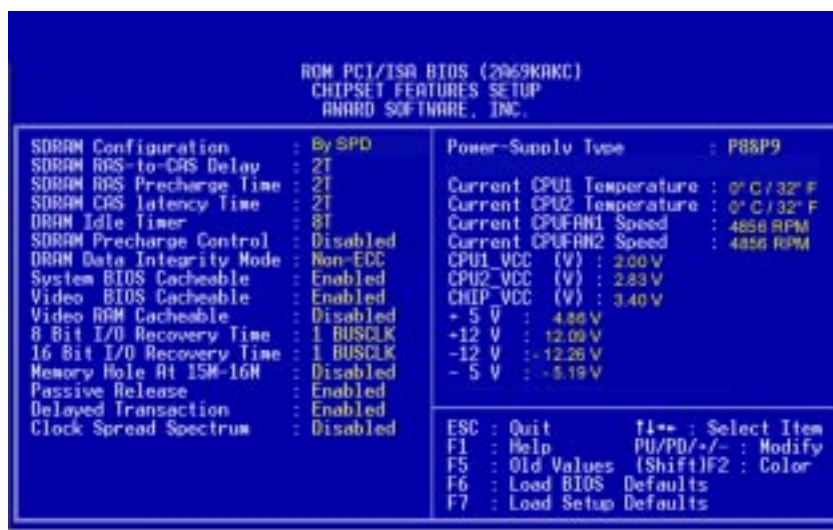 ROM PCI/ISA BIOS (2A69KAKC)
CHIPSET FEATURES SETUP
AWARD SOFTWARE, INC.
SDRAM Configuration : By SPD
SDRAM RAS-to-CAS Delay : 2T
SDRAM RAS Precharge Time : 2T
SDRAM CAS latency Time : 2T
DRAM Idle Timer : 8T
SDRAM Precharge Control : Disabled
DRAM Data Integrity Mode : Non-ECC
System BIOS Cacheable : Enabled
Video BIOS Cacheable : Enabled
Video RAM Cacheable : Disabled
8 Bit I/O Recovery Time : 1 BUSCLK
16 Bit I/O Recovery Time : 1 BUSCLK
Memory Hole At 15M-16M : Disabled
Passive Release : Enabled
Delayed Transaction : Enabled
Clock Spread Spectrum : Disabled
Power-Supply Type : P8&P9
Current CPU1 Temperature : 0° C / 32° F
Current CPU2 Temperature : 0° C / 32° F
Current CPUFAN1 Speed : 4856 RPM
Current CPUFAN2 Speed : 4856 RPM
CPU1_VCC (V) : 2.00 V
CPU2_VCC (V) : 2.83 V
CHIP_VCC (V) : 3.40 V
+ 5 V : 4.86 V
+12 V : 12.09 V
-12 V : - 12.26 V
- 5 V : - 5.19 V
ESC : Quit ↑↓→← : Select Item
F1 : Help PU/PD/+/- : Modify
F5 : Old Values (Shift)F2 : Color
F6 : Load BIOS Defaults
F7 : Load Setup Defaults